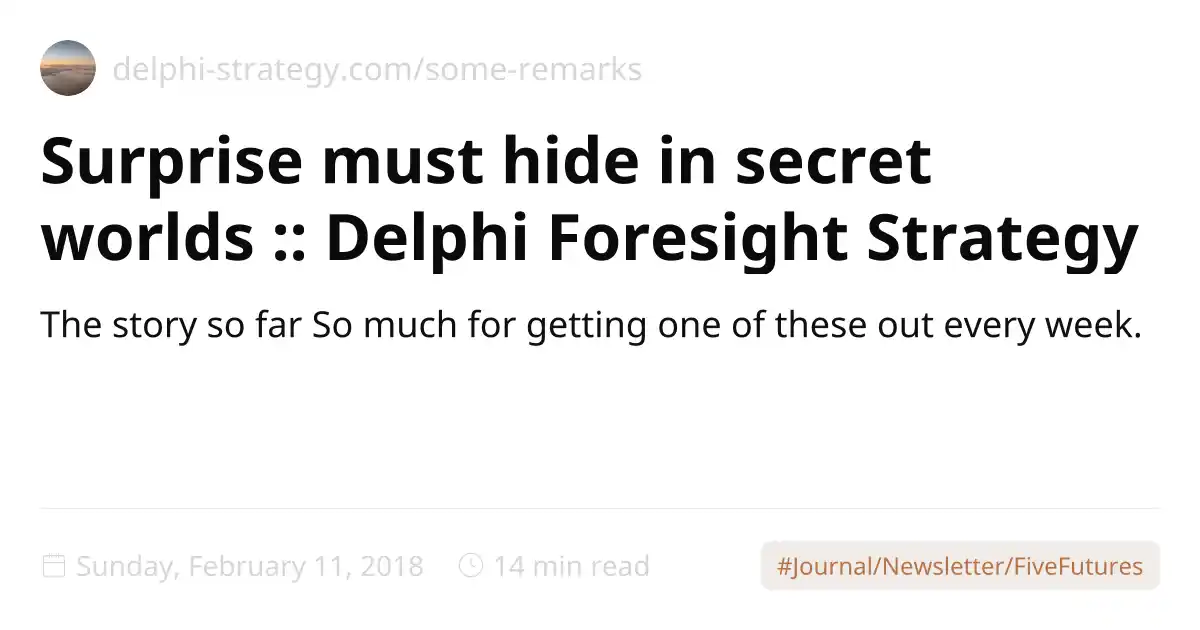 delphi-strategy.com/some-remarks
Surprise must hide in secret
worlds :: Delphi Foresight Strategy
The story so far So much for getting one of these out every week.
Sunday, February 11, 2018 14 min read #Journal/Newsletter/FiveFutures